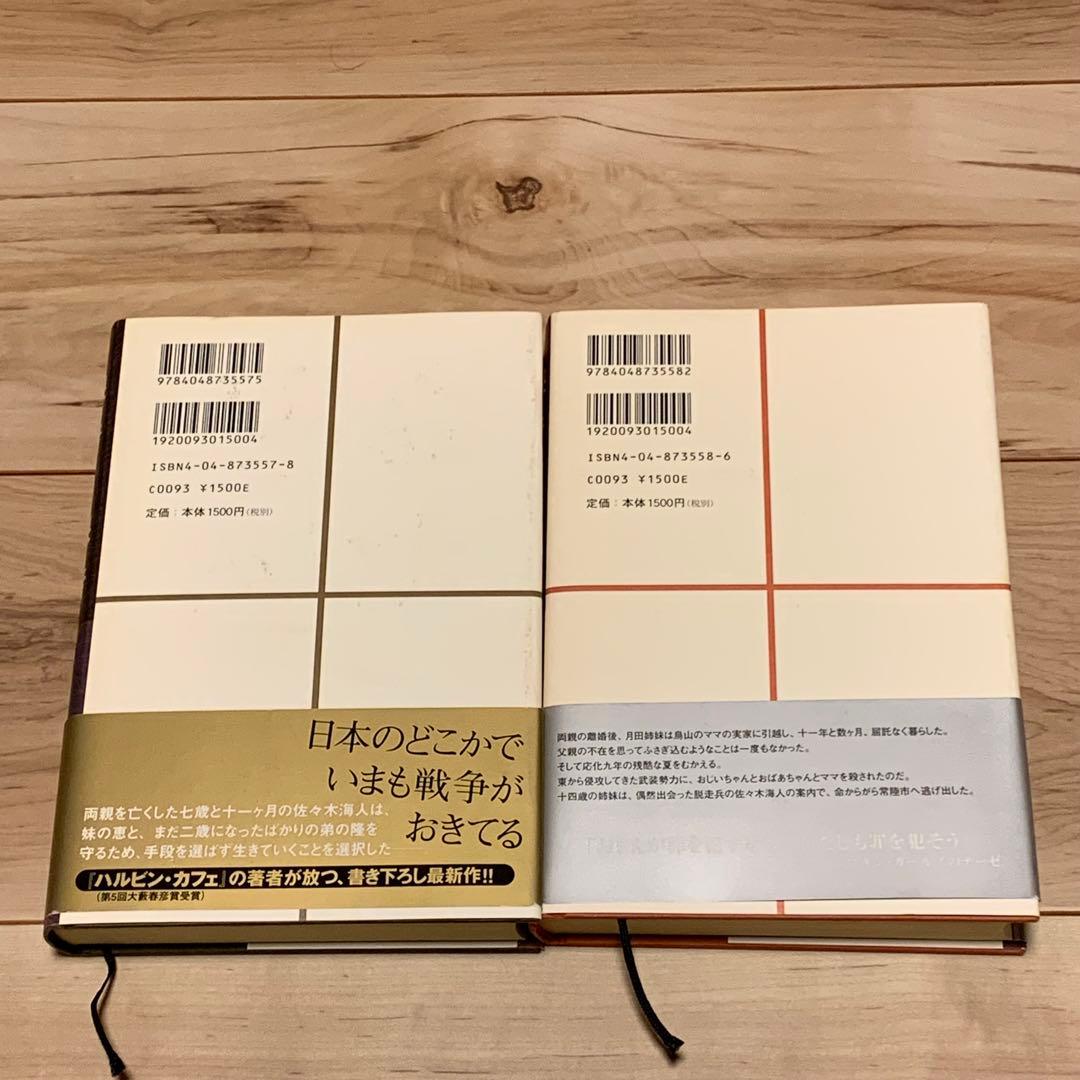 9784048735575
1920093015004
ISBN4-04-873557-8
C0093 ¥1500E
定価：本体1500円(税別)
日本のどこかで
いまも戦争が
おきてる
両親を亡くした七歳と十一ヶ月の佐々木海人は、
妹の恵と、まだ二歳になったばかりの弟の隆を
守るため、手段を選ばず生きていくことを選択した
『ハルビン・カフェ』の著者が放つ、書き下ろし最新作!!
(第5回大藪春彦賞受賞)
9784048735582
1920093015004
ISBN4-04-873558-6
C0093 ¥1500E
定価：本体1500円(税別)
両親の離婚後、月田姉妹は烏山のママの実家に引越し、十一年と数ヶ月、屈託なく暮らした。
父親の不在を思ってふさぎ込むようなことは一度もなかった。
そして応化九年の残酷な夏をむかえる。
東から侵攻してきた武装勢力に、おじいちゃんとおばあちゃんとママを殺されたのだ。
十四歳の姉妹は、偶然出会った脱走兵の佐々木海人の案内で、命からがら常陸市へ逃げ出した。
も罪を犯そう